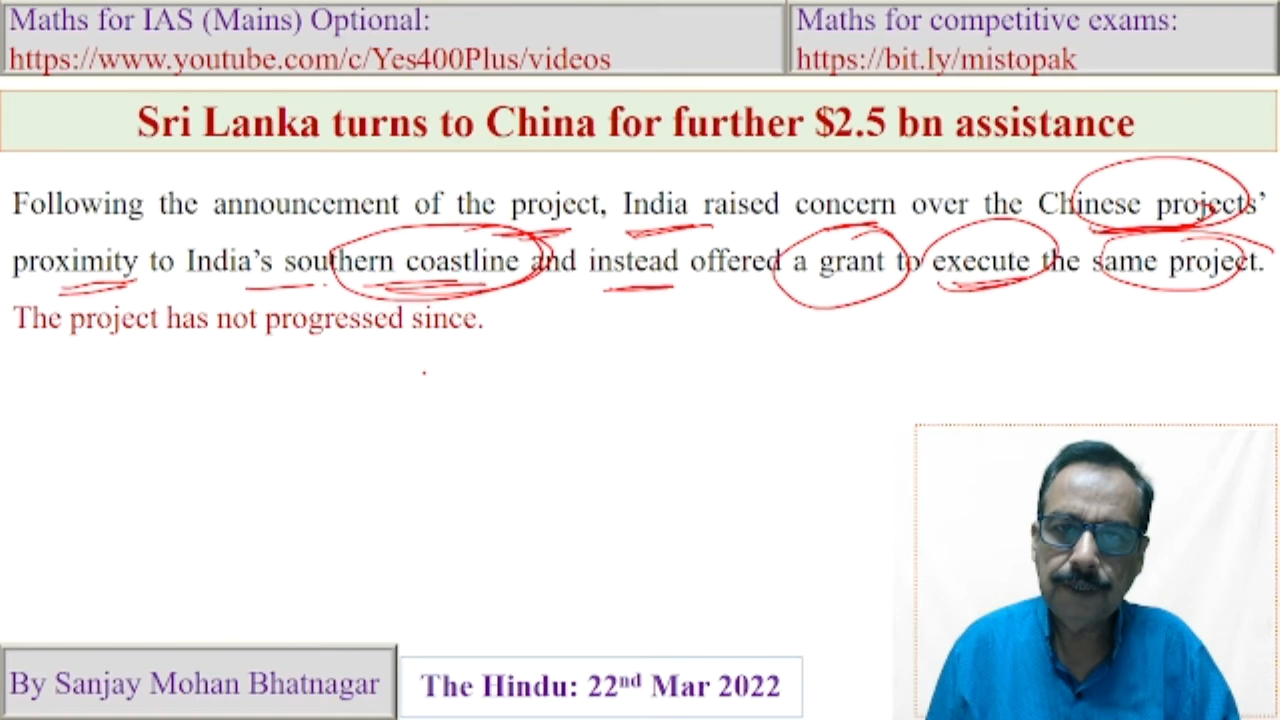 Maths for IAS (Mains) Optional:
https://www.youtube.com/c/Yes400Plus/videos
Maths for competitive exams:
https://bit.ly/mistopak
Sri Lanka turns to China for further $2.5 bn assistance
Following the announcement of the project, India raised concern over the Chinese projects’
proximity to India’s southern coastline and instead offered a grant to execute the same project.
The project has not progressed since.
By Sanjay Mohan Bhatnagar
The Hindu: 22nd Mar 2022